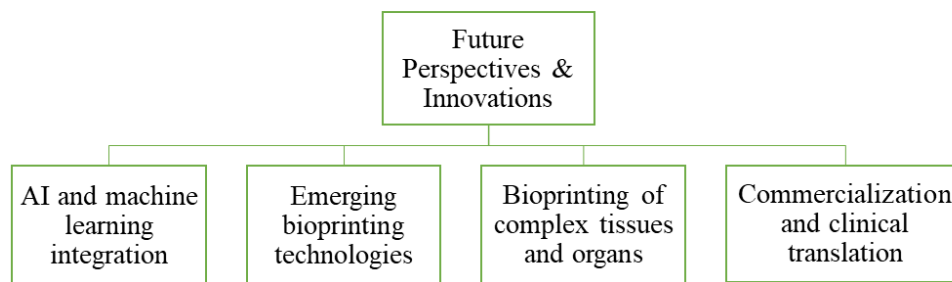 Future
Perspectives &
Innovations
AI and machine
learning
integration
Emerging
bioprinting
technologies
Bioprinting of
complex tissues
and organs
Commercialization
and clinical
translation